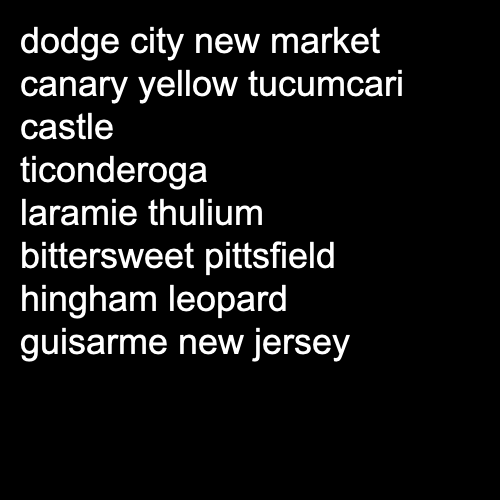 dodge city new market
canary yellow tucumcari
castle
ticonderoga
laramie thulium
bittersweet pittsfield
hingham leopard
guisarme new jersey